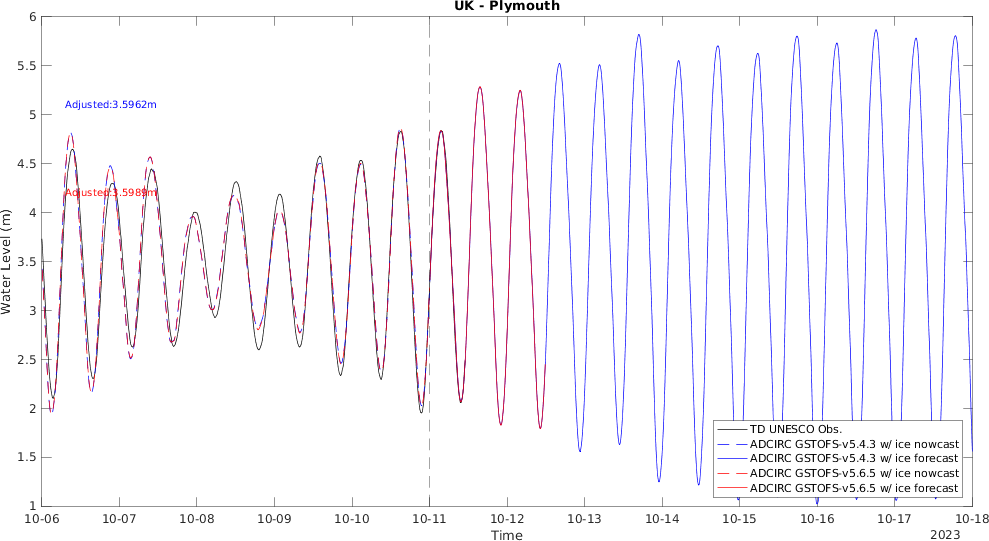 UK - Plymouth
6
5.5
5
4.5
4
3.5
3
2.5
2
1.5
1
Water Level (m)
Adjusted:3.5962m
Adjusted:3.5989m
TD UNESCO Obs.
ADCIRC GSTOFS-v5.4.3 w/ ice nowcast
ADCIRC GSTOFS-v5.4.3 w/ ice forecast
ADCIRC GSTOFS-v5.6.5 w/ ice nowcast
ADCIRC GSTOFS-v5.6.5 w/ ice forecast
10-06 10-07 10-08 10-09 10-10 10-11 10-12 10-13 10-14 10-15 10-16 10-17 10-18
Time
2023